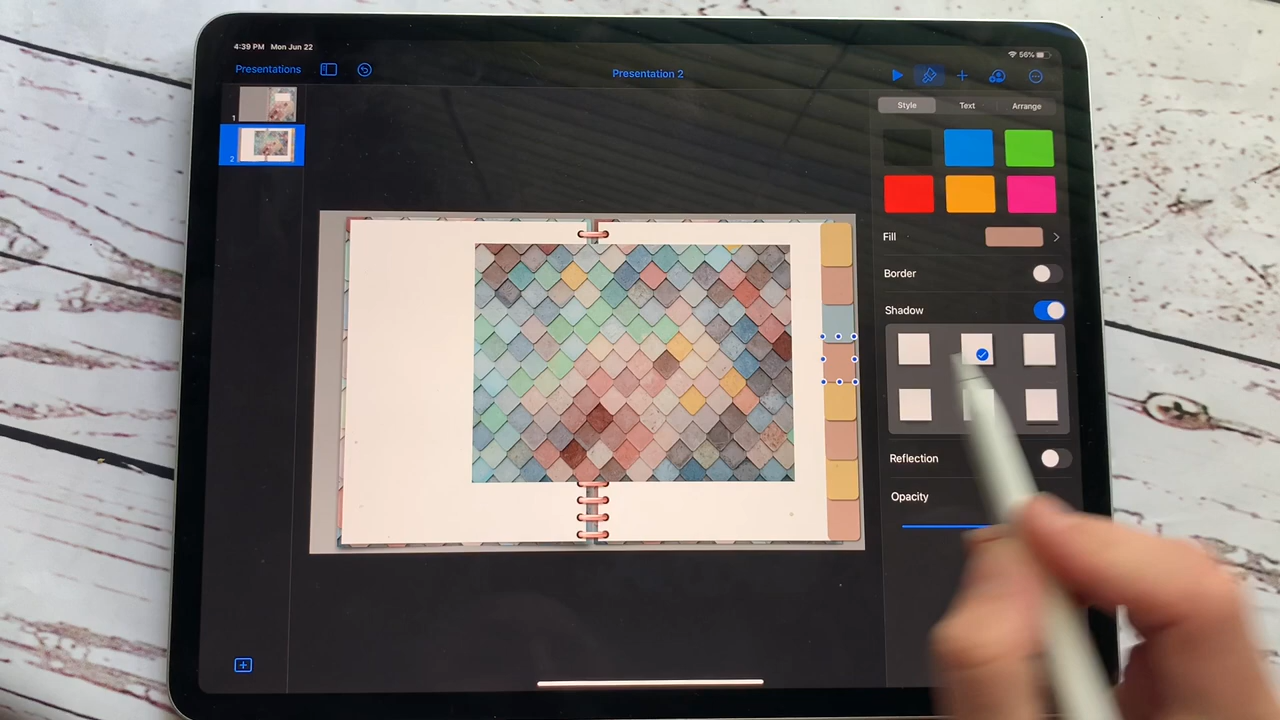 4:39 PM Mon Jun 22
56%
Presentations
Presentation 2
Style Text Arrange
1
2
Fill
Border
Shadow
Reflection
Opacity